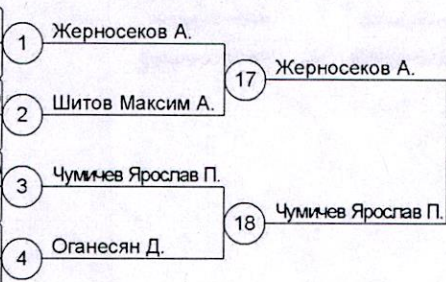 1 Жерносеков А.
17 Жерносеков А.
2 Шитов Максим А.
3 Чумичев Ярослав П.
18 Чумичев Ярослав П.
4 Оганесян Д.